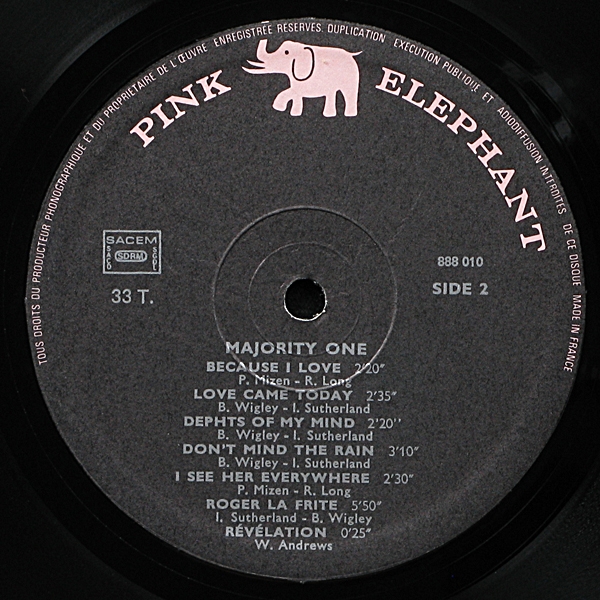 TOUS DROITS DU PRODUCTEUR PHONOGRAPHIQUE ET DU PROPRIETAIRE DE L'ŒUVRE ENREGISTRÉE RESERVES. DUPLICATION EXECUTION PUBLIQUE ET RADIODIFFUSION INTERDITES DE CE DISQUE MADE IN FRANCE
PINK ELEPHANT
SACEM
SACD SDRM SGDL
33 T.
888 010
SIDE 2
MAJORITY ONE
BECAUSE I LOVE 2'20"
P. Mizen - R. Long
LOVE CAME TODAY 2'35"
B. Wigley - I. Sutherland
DEPHTS OF MY MIND 2'20''
B. Wigley - I. Sutherland
DON'T MIND THE RAIN 3'10"
B. Wigley - I. Sutherland
I SEE HER EVERYWHERE 2'30"
P. Mizen - R. Long
ROGER LA FRITE 5'50"
I. Sutherland - B. Wigley
RÉVÉLATION 0'25"
W. Andrews